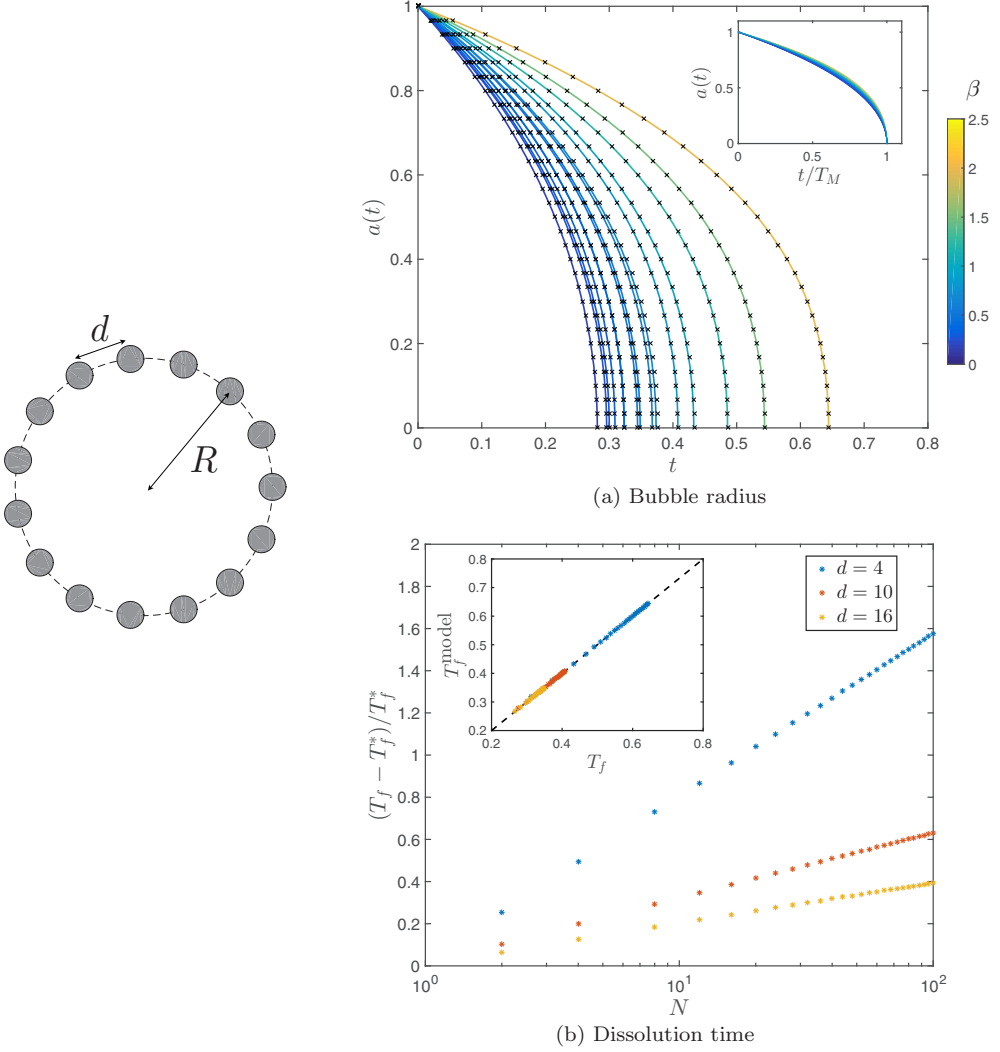 d
R
1
0.8
0.6
0.4
0.2
0
a(t)
0 0.1 0.2 0.3 0.4 0.5 0.6 0.7 0.8
t
1
0.5
0
a(t)
0 0.5 1
t/T_M
β
2.5
2
1.5
1
0.5
0
(a) Bubble radius
2
1.8
1.6
1.4
1.2
1
0.8
0.6
0.4
0.2
0
(T_f − T_f^*)/T_f^*
10^0 10^1 10^2
N
0.8
0.7
0.6
0.5
0.4
0.3
0.2
T_f^model
0.2 0.4 0.6 0.8
T_f
d = 4
d = 10
d = 16
(b) Dissolution time